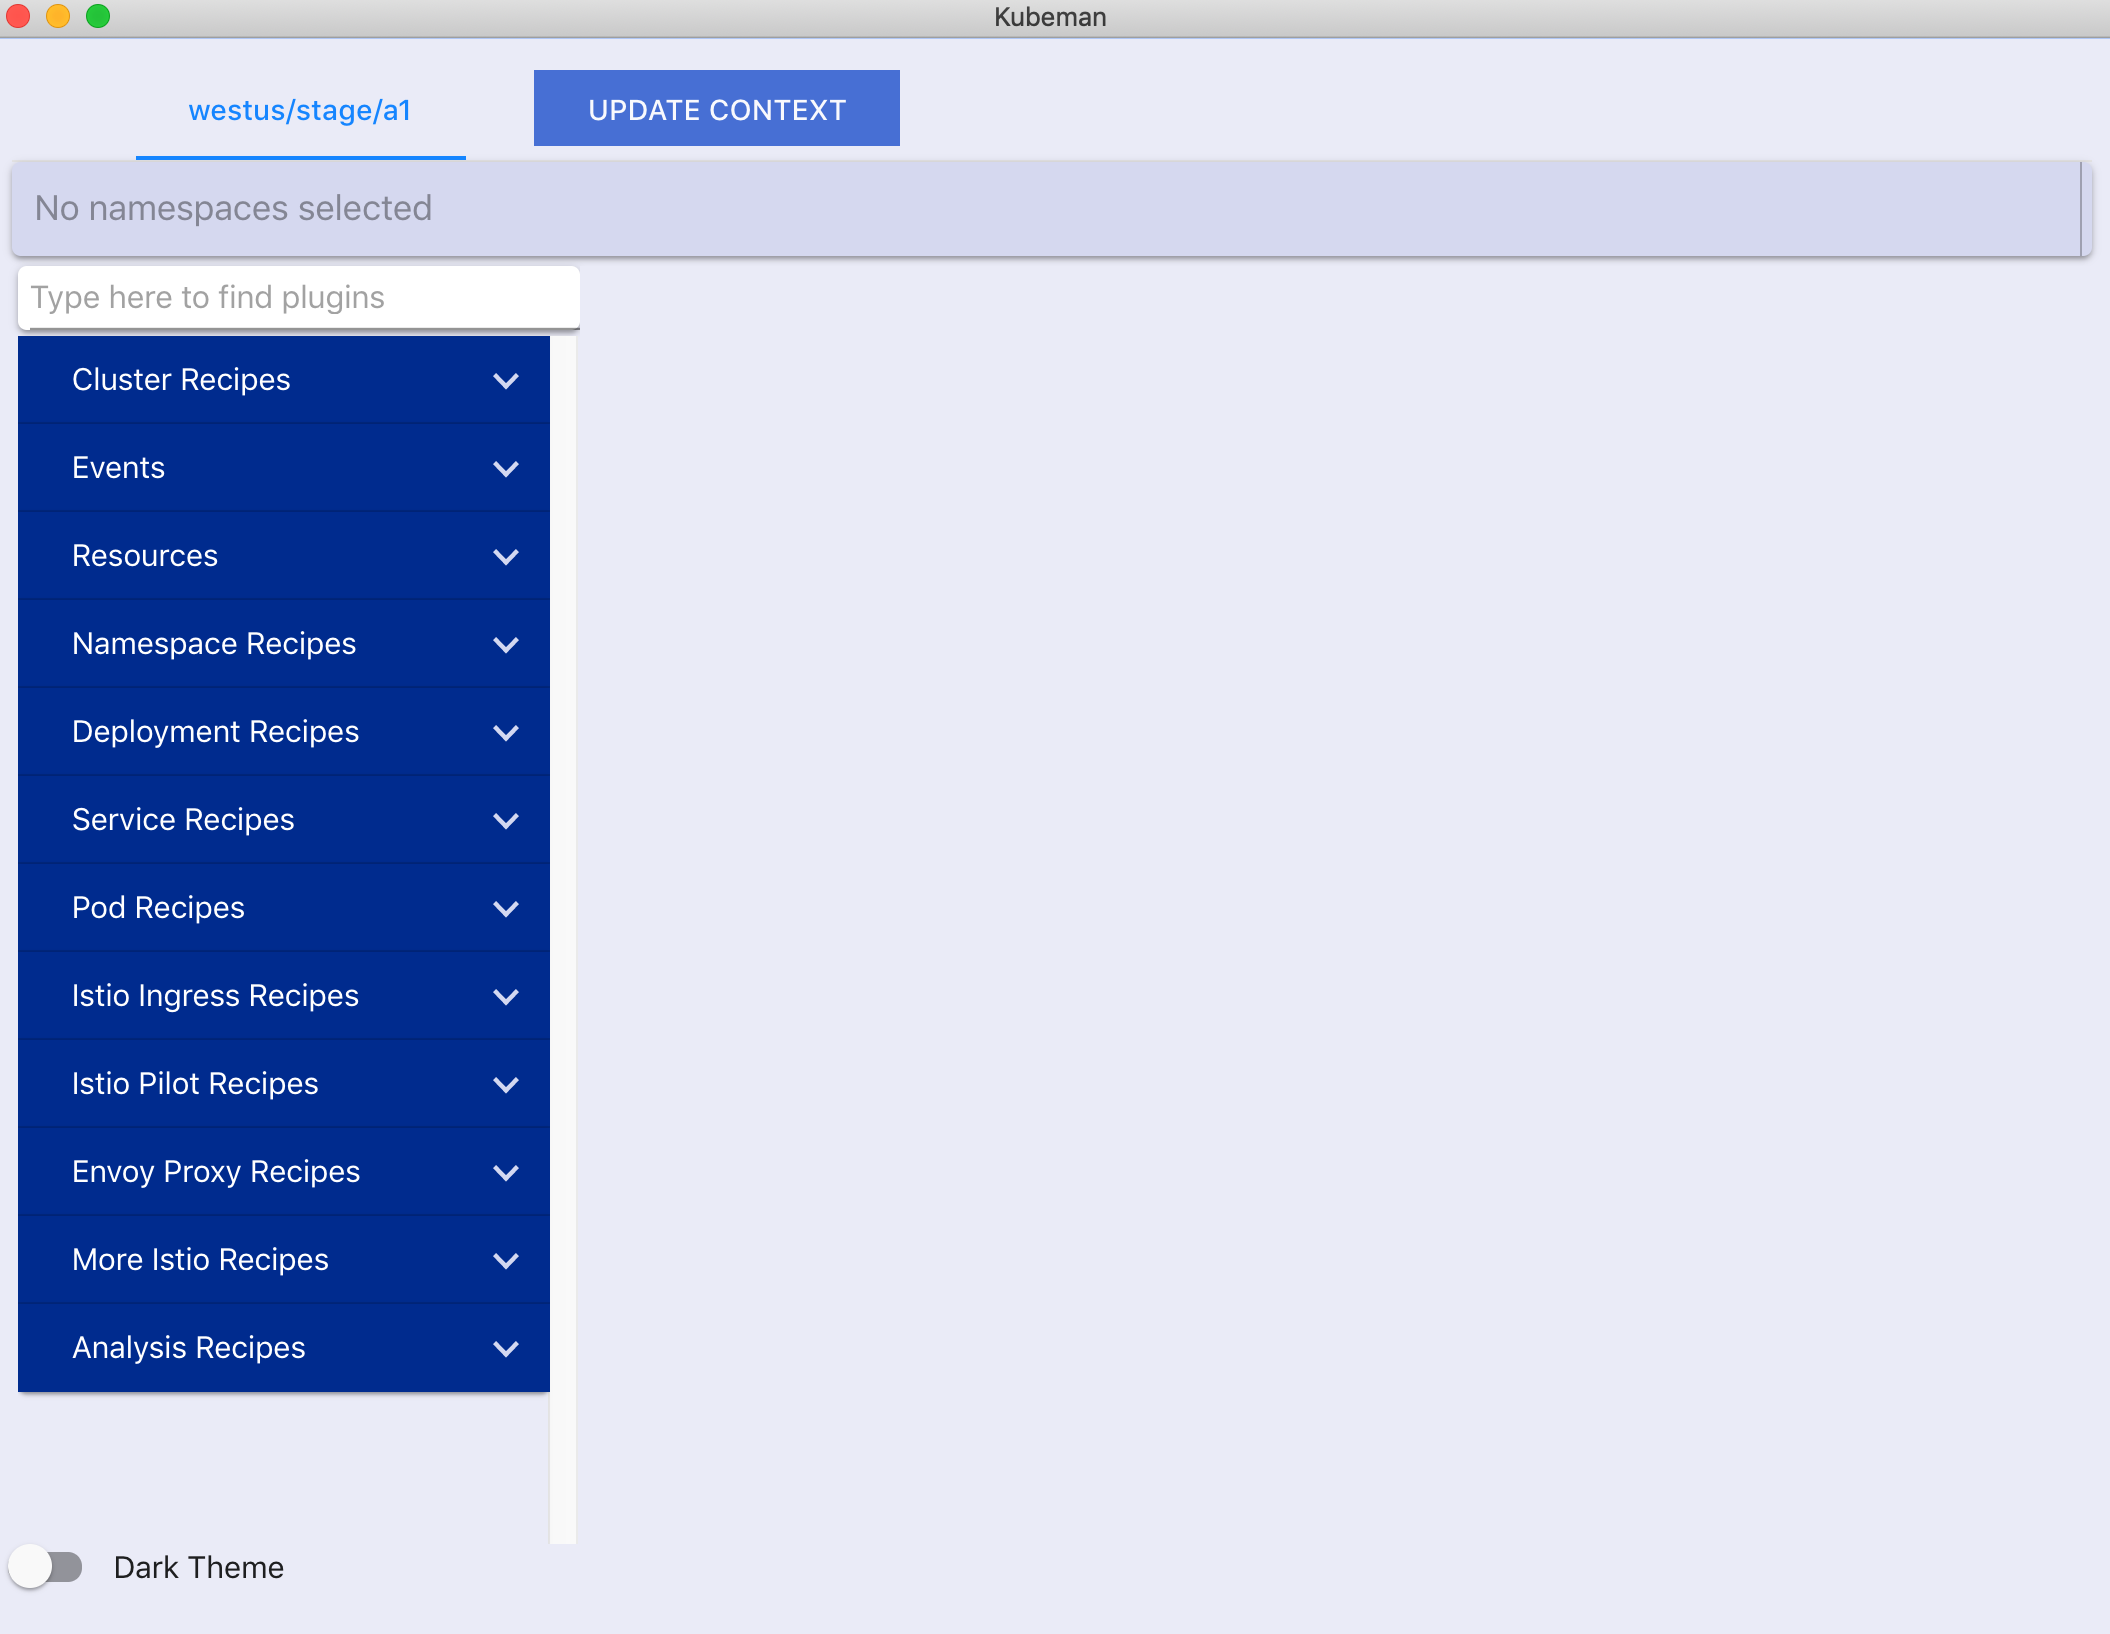 Kubeman
westus/stage/a1
UPDATE CONTEXT
No namespaces selected
Type here to find plugins
Cluster Recipes
Events
Resources
Namespace Recipes
Deployment Recipes
Service Recipes
Pod Recipes
Istio Ingress Recipes
Istio Pilot Recipes
Envoy Proxy Recipes
More Istio Recipes
Analysis Recipes
Dark Theme